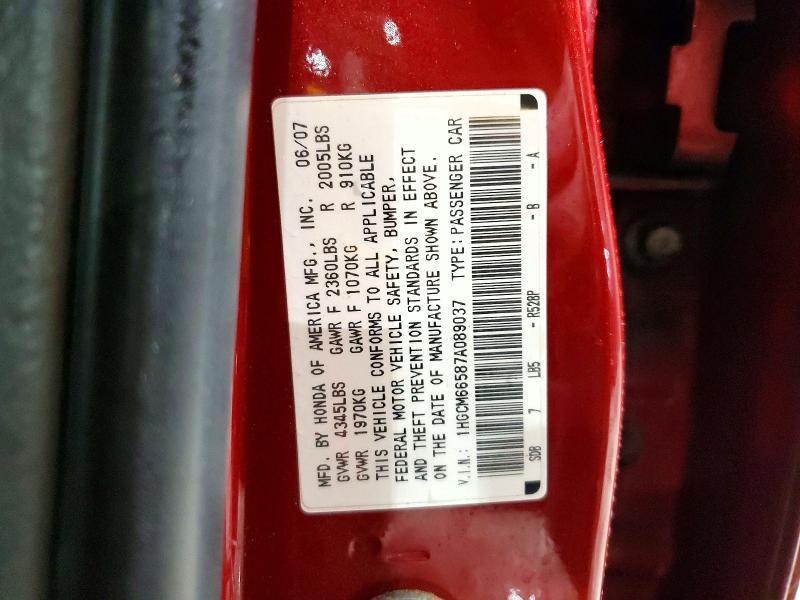 MFD. BY HONDA OF AMERICA MFG., INC. 06/07
GVWR 4345LBS GAWR F 2360LBS R 2005LBS
GVWR 1970KG GAWR F 1070KG R 910KG
THIS VEHICLE CONFORMS TO ALL APPLICABLE
FEDERAL MOTOR VEHICLE SAFETY, BUMPER,
AND THEFT PREVENTION STANDARDS IN EFFECT
ON THE DATE OF MANUFACTURE SHOWN ABOVE.
V.I.N.: 1HGCM66587A089037 TYPE: PASSENGER CAR
SDB 7 LB5 - R528P - B - A